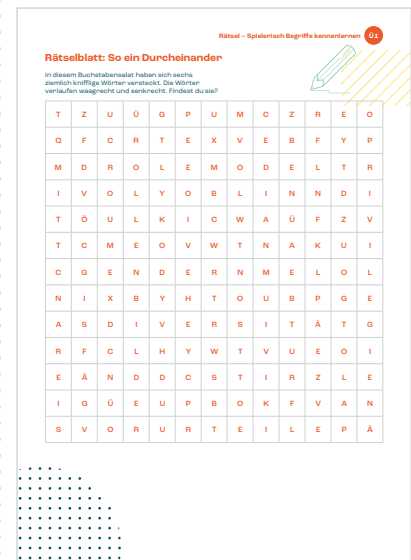 Rätsel – Spielerisch Begriffe kennenlernen Ü1
Rätselblatt: So ein Durcheinander
In diesem Buchstabensalat haben sich sechs
ziemlich knifflige Wörter versteckt. Die Wörter
verlaufen waagrecht und senkrecht. Findest du sie?
T Z U Ü G P U M C Z R E O
Q F C R T E X V E B F Y P
M D R O L E M O D E L T R
I V O L Y O B L I N N D I
T Ö U L K I C W A Ü F Z V
T C M E O V W T N A K U I
C G E N D E R N M E L O L
N I X B Y H T O U B P G E
A S D I V E R S I T Ä T G
R F C L H Y W T V U E O I
E Ä N D D C S T I R Z L E
I G Ü E U P B O K F V A N
S V O R U R T E I L E P Ä